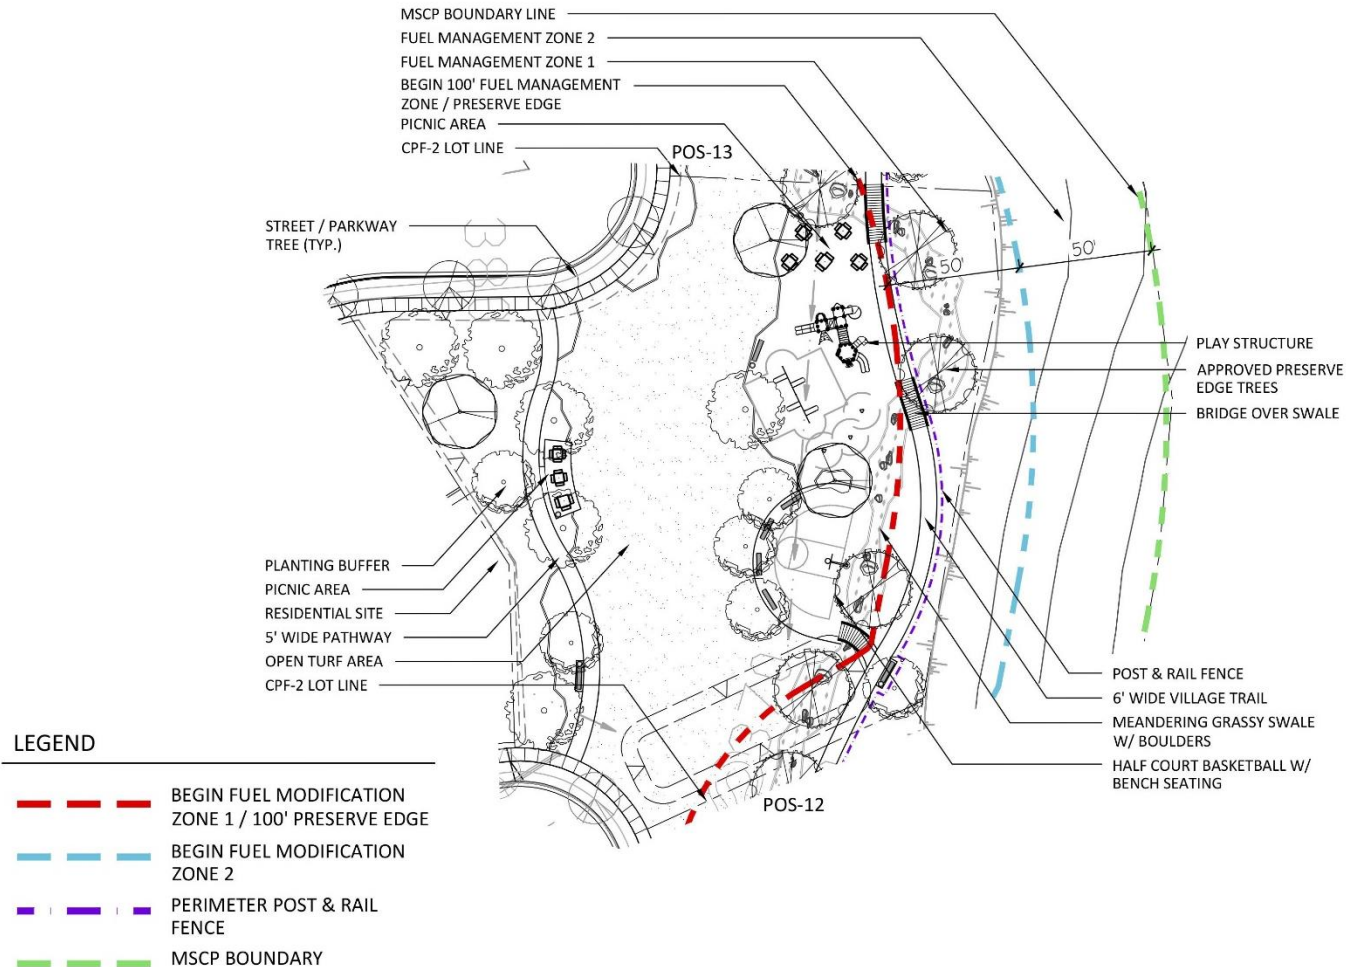 MSCP BOUNDARY LINE
FUEL MANAGEMENT ZONE 2
FUEL MANAGEMENT ZONE 1
BEGIN 100' FUEL MANAGEMENT
ZONE / PRESERVE EDGE
PICNIC AREA
CPF-2 LOT LINE
POS-13
STREET / PARKWAY
TREE (TYP.)
50'
50'
PLAY STRUCTURE
APPROVED PRESERVE
EDGE TREES
BRIDGE OVER SWALE
PLANTING BUFFER
PICNIC AREA
RESIDENTIAL SITE
5' WIDE PATHWAY
OPEN TURF AREA
CPF-2 LOT LINE
POST & RAIL FENCE
6' WIDE VILLAGE TRAIL
MEANDERING GRASSY SWALE
W/ BOULDERS
HALF COURT BASKETBALL W/
BENCH SEATING
POS-12
LEGEND
BEGIN FUEL MODIFICATION
ZONE 1 / 100' PRESERVE EDGE
BEGIN FUEL MODIFICATION
ZONE 2
PERIMETER POST & RAIL
FENCE
MSCP BOUNDARY